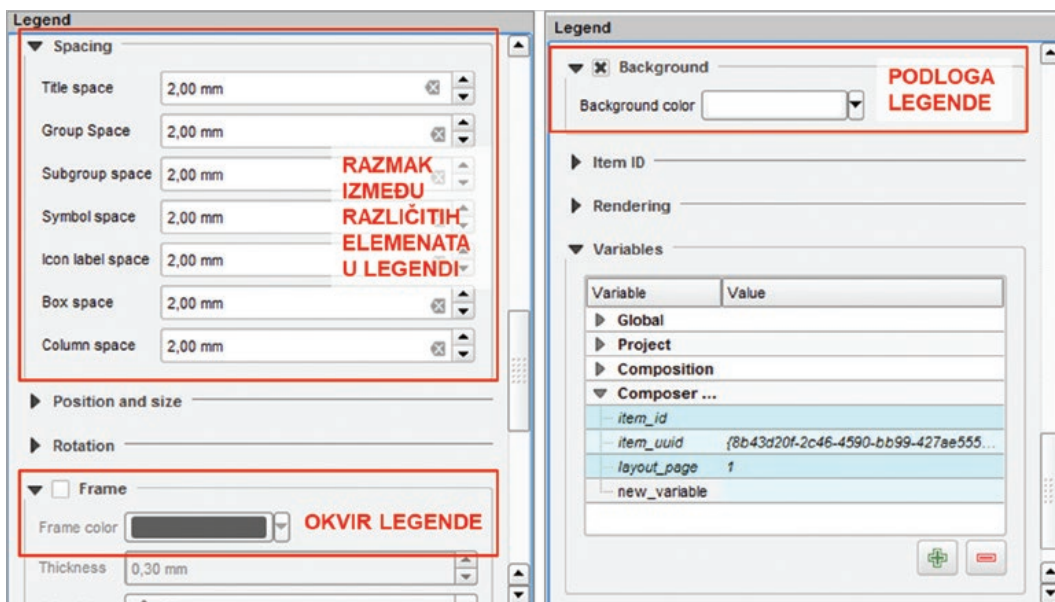 Legend
Spacing
Title space 2,00 mm
Group Space 2,00 mm
Subgroup space 2,00 mm
Symbol space 2,00 mm
Icon label space 2,00 mm
Box space 2,00 mm
Column space 2,00 mm
RAZMAK
IZMEĐU
RAZLIČITIH
ELEMENATA
U LEGENDI
Position and size
Rotation
Frame
Frame color
OKVIR LEGENDE
Thickness 0,30 mm
Legend
Background
Background color
PODLOGA
LEGENDE
Item ID
Rendering
Variables
Variable Value
Global
Project
Composition
Composer ...
item_id
item_uuid {8b43d20f-2c46-4590-bb99-427ae555...
layout_page 1
new_variable